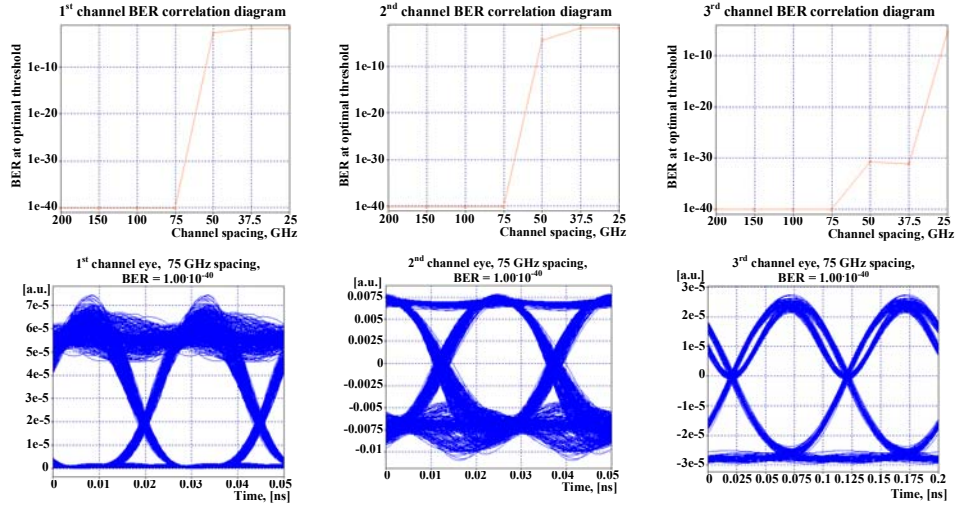 1st channel BER correlation diagram
BER at optimal threshold
1e-10
1e-20
1e-30
1e-40
200 150 100 75 50 37.5 25
Channel spacing, GHz
2nd channel BER correlation diagram
BER at optimal threshold
1e-10
1e-20
1e-30
1e-40
200 150 100 75 50 37.5 25
Channel spacing, GHz
3rd channel BER correlation diagram
BER at optimal threshold
1e-10
1e-20
1e-30
1e-40
200 150 100 75 50 37.5 25
Channel spacing, GHz
1st channel eye, 75 GHz spacing,
BER = 1.00·10-40
[a.u.]
7e-5
6e-5
5e-5
4e-5
3e-5
2e-5
1e-5
0
0 0.01 0.02 0.03 0.04 0.05
Time, [ns]
2nd channel eye, 75 GHz spacing,
BER = 1.00·10-40
[a.u.]
0.0075
0.005
0.0025
0
-0.0025
-0.005
-0.0075
-0.01
0 0.01 0.02 0.03 0.04 0.05
Time, [ns]
3rd channel eye, 75 GHz spacing,
BER = 1.00·10-40
[a.u.]
3e-5
2e-5
1e-5
0
-1e-5
-2e-5
-3e-5
0 0.025 0.05 0.075 0.1 0.125 0.15 0.175 0.2
Time, [ns]